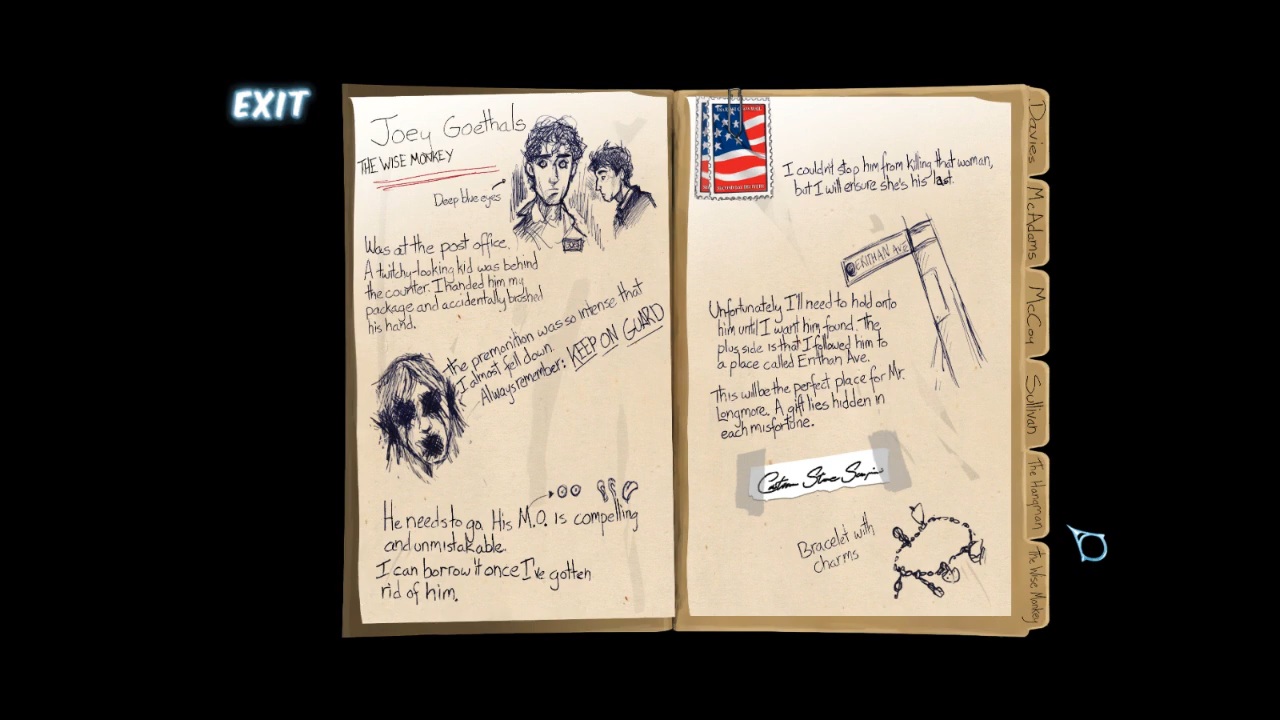 EXIT
Joey Goethals
THE WISE MONKEY
Deep blue eyes
Was at the post office.
A twitchy-looking kid was behind
the counter. I handed him my
package and accidentally brushed
his hand.
the premonition was so intense that
I almost fell down.
Always remember: KEEP ON GUARD
He needs to go. His M.O. is compelling
and unmistakable.
I can borrow it once I've gotten
rid of him.
I couldn't stop him from killing that woman,
but I will ensure she's his last.
ERITHAN AVE
Unfortunately I'll need to hold onto
him until I want him found. The
plus side is that I followed him to
a place called Erithan Ave.
This will be the perfect place for Mr.
Longmore. A gift lies hidden in
each misfortune.
Bracelet with
charms
Davies
McAdams
McCoy
Sullivan
The Hangman
The Wise Monkey